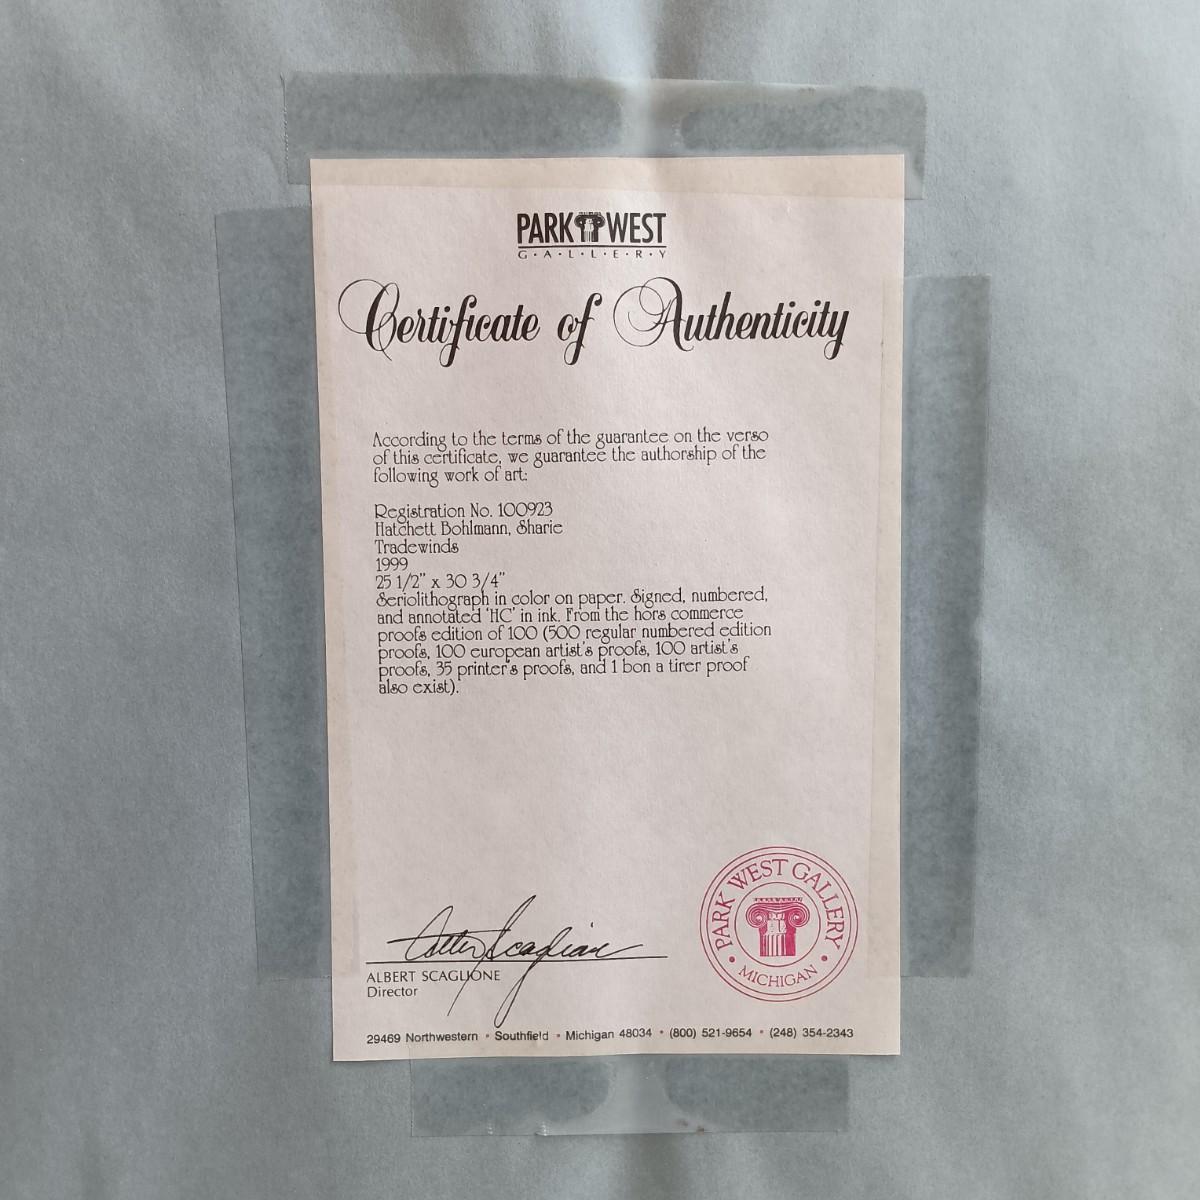 PARK WEST
G·A·L·L·E·R·Y
Certificate of Authenticity
According to the terms of the guarantee on the verso
of this certificate, we guarantee the authorship of the
following work of art:
Registration No. 100923
Hatchett Bohlmann, Sharie
Tradewinds
1999
25 1/2" x 30 3/4"
Seriolithograph in color on paper. Signed, numbered,
and annotated 'HC' in ink. From the hors commerce
proofs edition of 100 (500 regular numbered edition
proofs, 100 european artist's proofs, 100 artist's
proofs, 35 printer's proofs, and 1 bon a tirer proof
also exist).
PARK WEST GALLERY
• MICHIGAN •
Albert Scaglione
ALBERT SCAGLIONE
Director
29469 Northwestern • Southfield • Michigan 48034 • (800) 521-9654 • (248) 354-2343